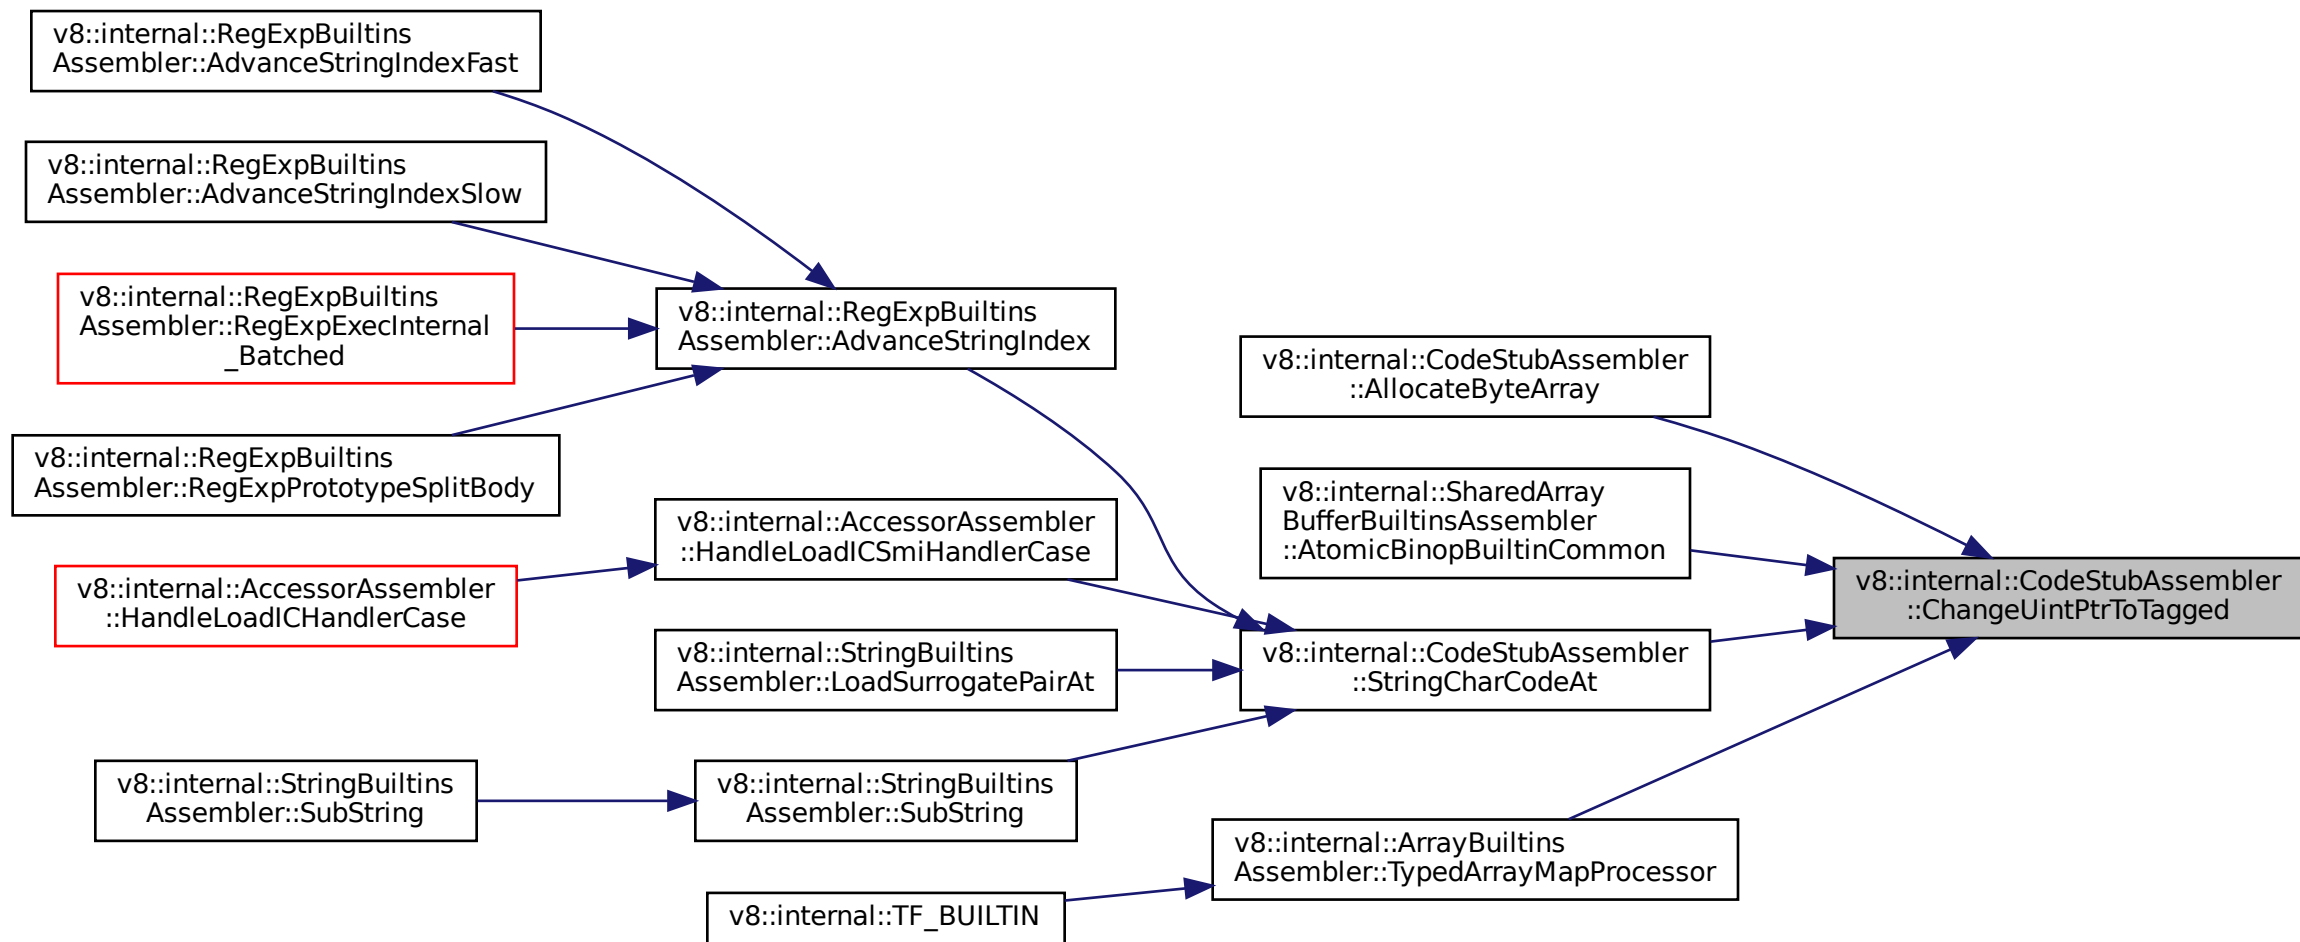 v8::internal::RegExpBuiltins
Assembler::AdvanceStringIndexFast
v8::internal::RegExpBuiltins
Assembler::AdvanceStringIndexSlow
v8::internal::RegExpBuiltins
Assembler::RegExpExecInternal
_Batched
v8::internal::RegExpBuiltins
Assembler::RegExpPrototypeSplitBody
v8::internal::AccessorAssembler
::HandleLoadICHandlerCase
v8::internal::StringBuiltins
Assembler::SubString
v8::internal::RegExpBuiltins
Assembler::AdvanceStringIndex
v8::internal::AccessorAssembler
::HandleLoadICSmiHandlerCase
v8::internal::StringBuiltins
Assembler::LoadSurrogatePairAt
v8::internal::StringBuiltins
Assembler::SubString
v8::internal::TF_BUILTIN
v8::internal::CodeStubAssembler
::AllocateByteArray
v8::internal::SharedArray
BufferBuiltinsAssembler
::AtomicBinopBuiltinCommon
v8::internal::CodeStubAssembler
::StringCharCodeAt
v8::internal::ArrayBuiltins
Assembler::TypedArrayMapProcessor
v8::internal::CodeStubAssembler
::ChangeUintPtrToTagged